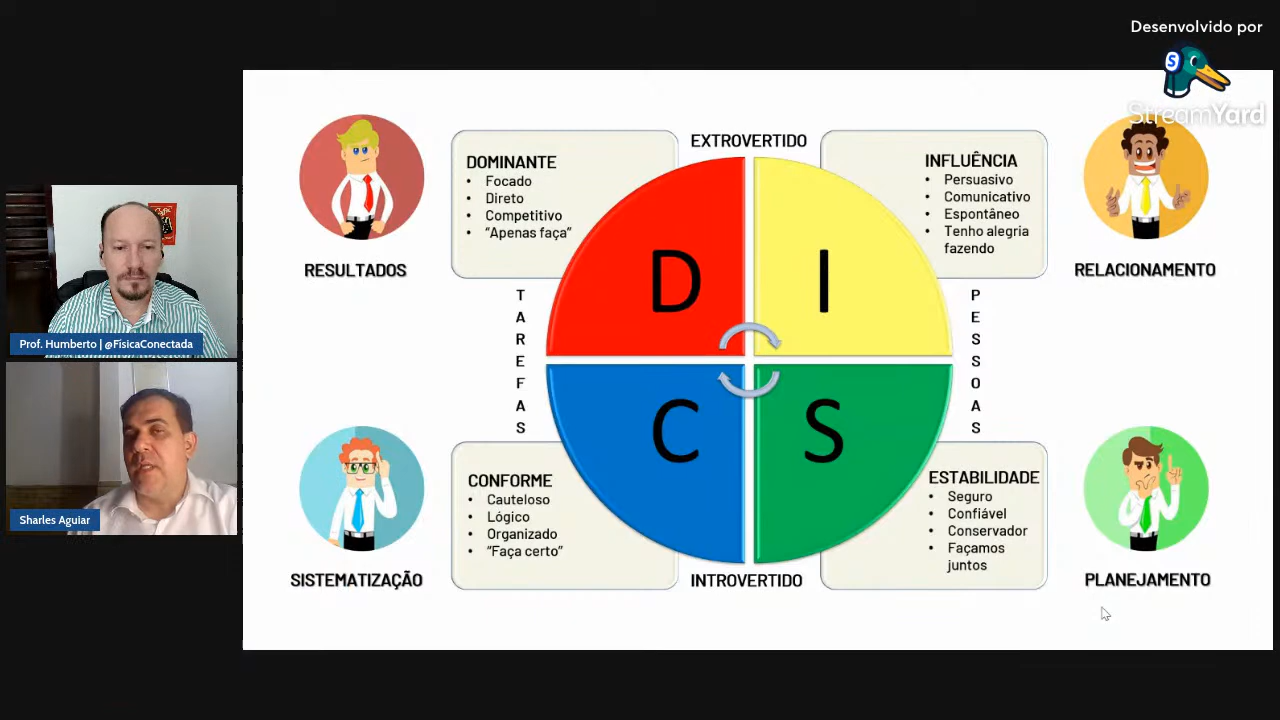 Desenvolvido por
S
StreamYard
EXTROVERTIDO
DOMINANTE
• Focado
• Direto
• Competitivo
• "Apenas faça"
RESULTADOS
INFLUÊNCIA
• Persuasivo
• Comunicativo
• Espontâneo
• Tenho alegria
fazendo
RELACIONAMENTO
D
I
C
S
T
A
R
E
F
A
S
P
E
S
S
O
A
S
CONFORME
• Cauteloso
• Lógico
• Organizado
• "Faça certo"
SISTEMATIZAÇÃO
ESTABILIDADE
• Seguro
• Confiável
• Conservador
• Façamos
juntos
PLANEJAMENTO
INTROVERTIDO
Prof. Humberto | @FísicaConectada
Sharles Aguiar